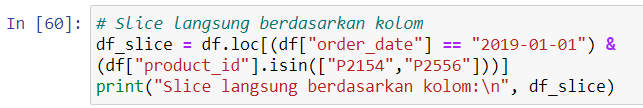 In [60]: # Slice langsung berdasarkan kolom
df_slice = df.loc[(df["order_date"] == "2019-01-01") &
(df["product_id"].isin(["P2154","P2556"]))]
print("Slice langsung berdasarkan kolom:\n", df_slice)